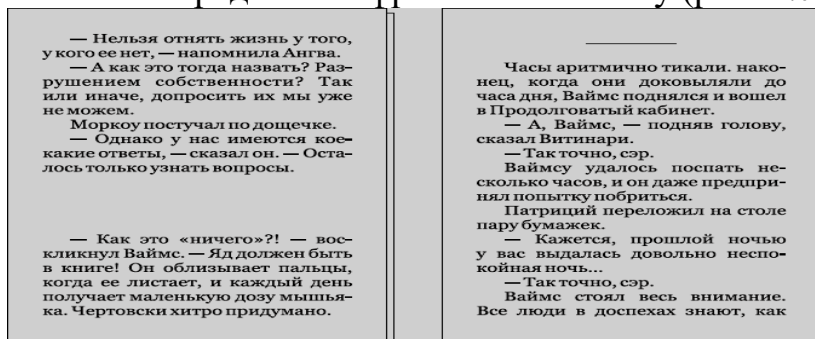 — Нельзя отнять жизнь у того,
у кого ее нет, — напомнила Ангва.
— А как это тогда назвать? Раз-
рушением собственности? Так
или иначе, допросить их мы уже
не можем.
Моркоу постучал по дощечке.
— Однако у нас имеются кое-
какие ответы, — сказал он. — Оста-
лось только узнать вопросы.
— Как это «ничего»?! — вос-
кликнул Ваймс. — Яд должен быть
в книге! Он облизывает пальцы,
когда ее листает, и каждый день
получает маленькую дозу мышья-
ка. Чертовски хитро придумано.
Часы аритмично тикали. нако-
нец, когда они доковыляли до
часа дня, Ваймс поднялся и вошел
в Продолговатый кабинет.
— А, Ваймс, — подняв голову,
сказал Витинари.
— Так точно, сэр.
Ваймсу удалось поспать не-
сколько часов, и он даже предпри-
нял попытку побриться.
Патриций переложил на столе
пару бумажек.
— Кажется, прошлой ночью
у вас выдалась довольно неспо-
койная ночь...
— Так точно, сэр.
Ваймс стоял весь внимание.
Все люди в доспехах знают, как